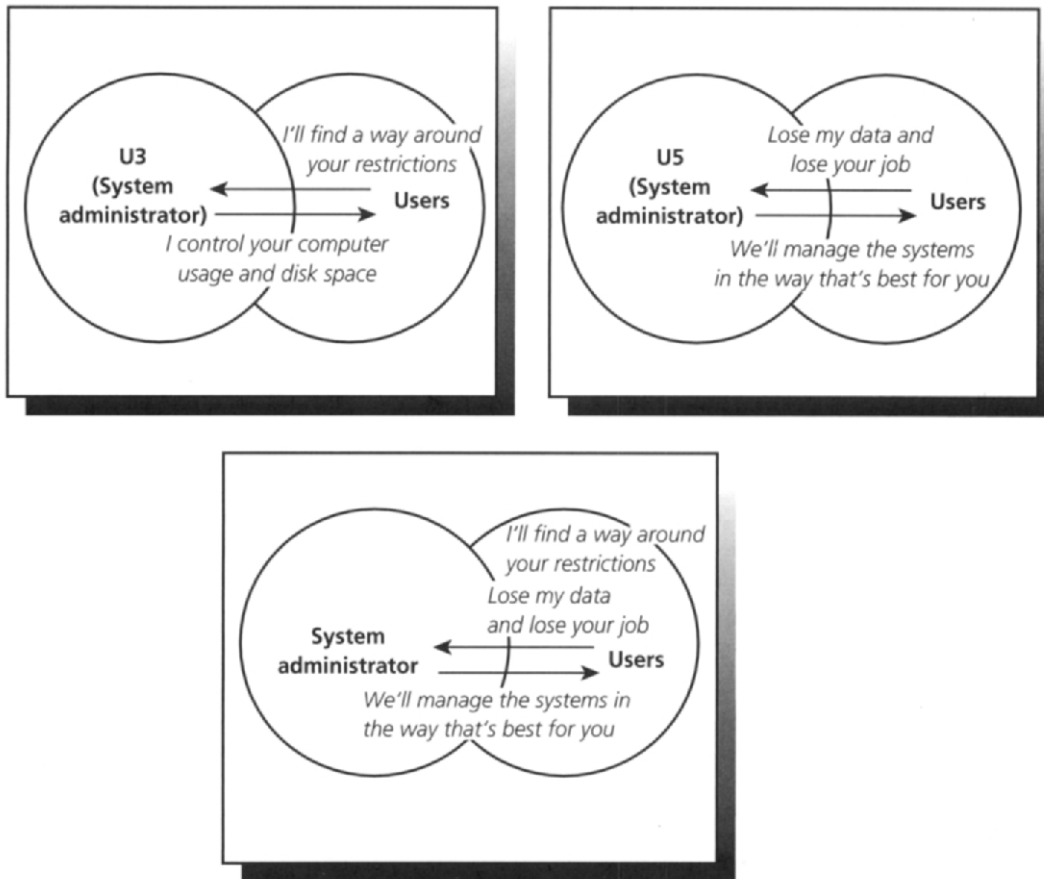 I'll find a way around
your restrictions
U3
(System
administrator)
Users
I control your computer
usage and disk space
Lose my data and
lose your job
U5
(System
administrator)
Users
We'll manage the systems
in the way that's best for you
I'll find a way around
your restrictions
Lose my data
and lose your job
System
administrator
Users
We'll manage the systems in
the way that's best for you